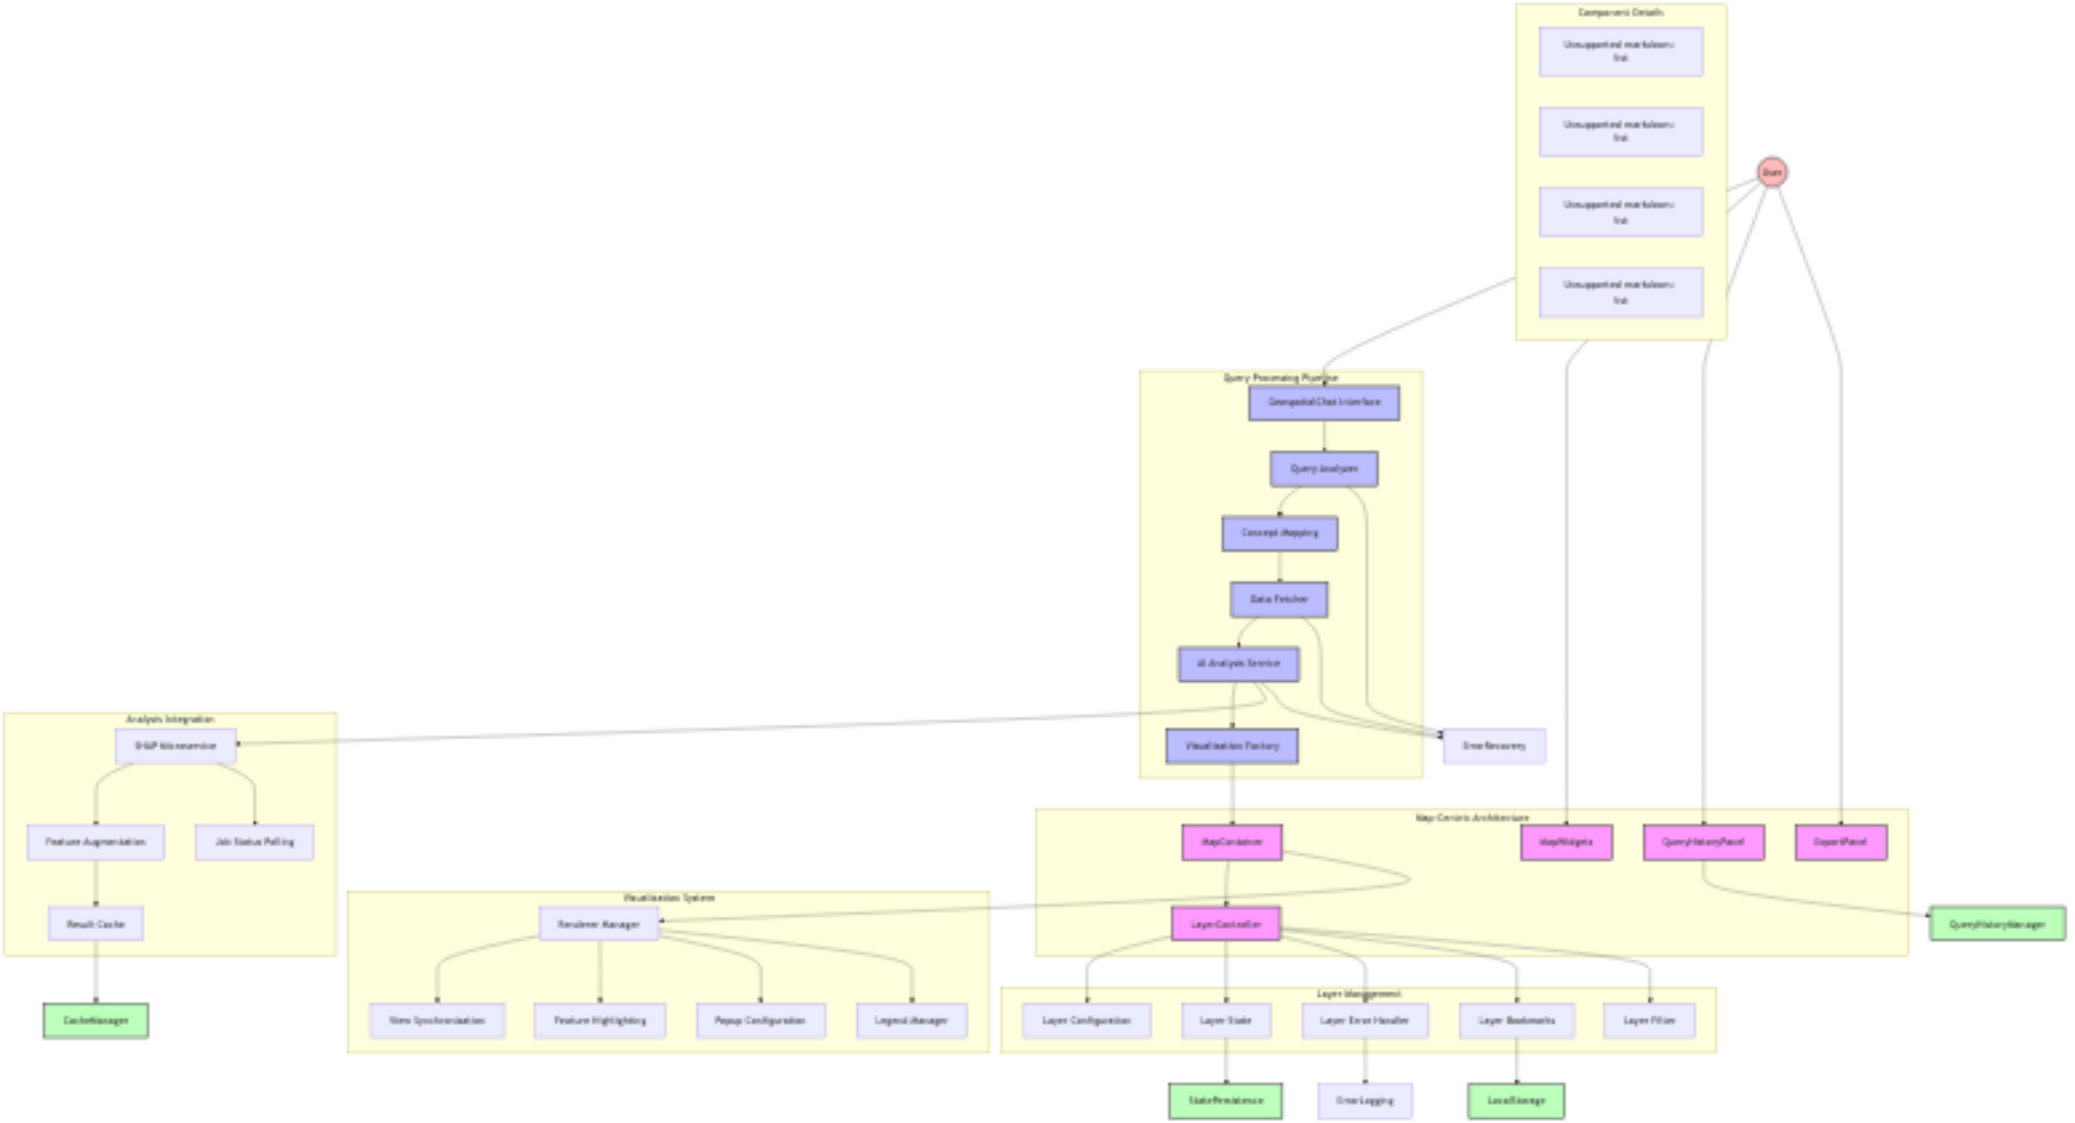 Component Details
Unsupported markdown:
list
Unsupported markdown:
list
Unsupported markdown:
list
Unsupported markdown:
list
User
Query Processing Pipeline
Geospatial Chat Interface
Query Analyzer
Concept Mapping
Data Fetcher
AI Analysis Service
Visualization Factory
ErrorRecovery
Analysis Integration
SHAP Microservice
Feature Augmentation
Job Status Polling
Result Cache
CacheManager
Visualization System
Renderer Manager
View Synchronization
Feature Highlighting
Popup Configuration
Legend Manager
Map-Centric Architecture
MapContainer
MapWidgets
QueryHistoryPanel
ExportPanel
LayerController
QueryHistoryManager
Layer Management
Layer Configuration
Layer State
Layer Error Handler
Layer Bookmarks
Layer Filter
StatePersistence
ErrorLogging
LocalStorage